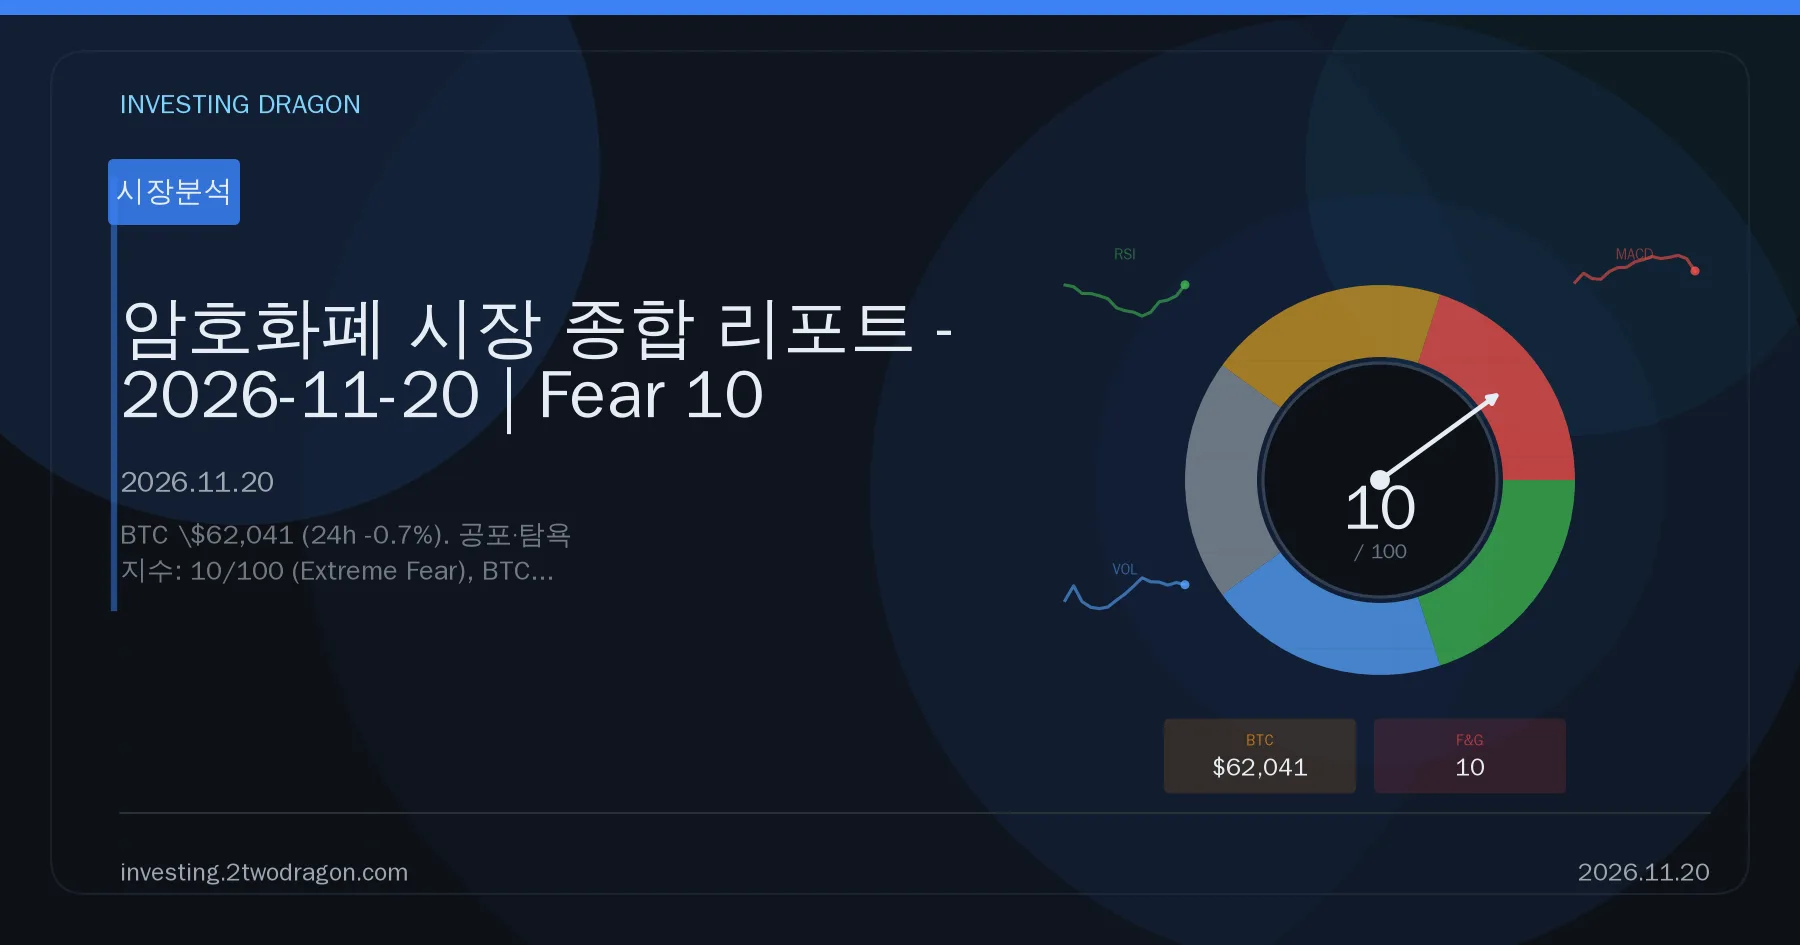 INVESTING DRAGON
시장분석
암호화폐 시장 종합 리포트 -
2026-11-20 | Fear 10
2026.11.20
BTC \$62,041 (24h -0.7%). 공포·탐욕
지수: 10/100 (Extreme Fear), BTC...
RSI
MACD
10
/ 100
VOL
BTC
$62,041
F&G
10
investing.2twodragon.com
2026.11.20